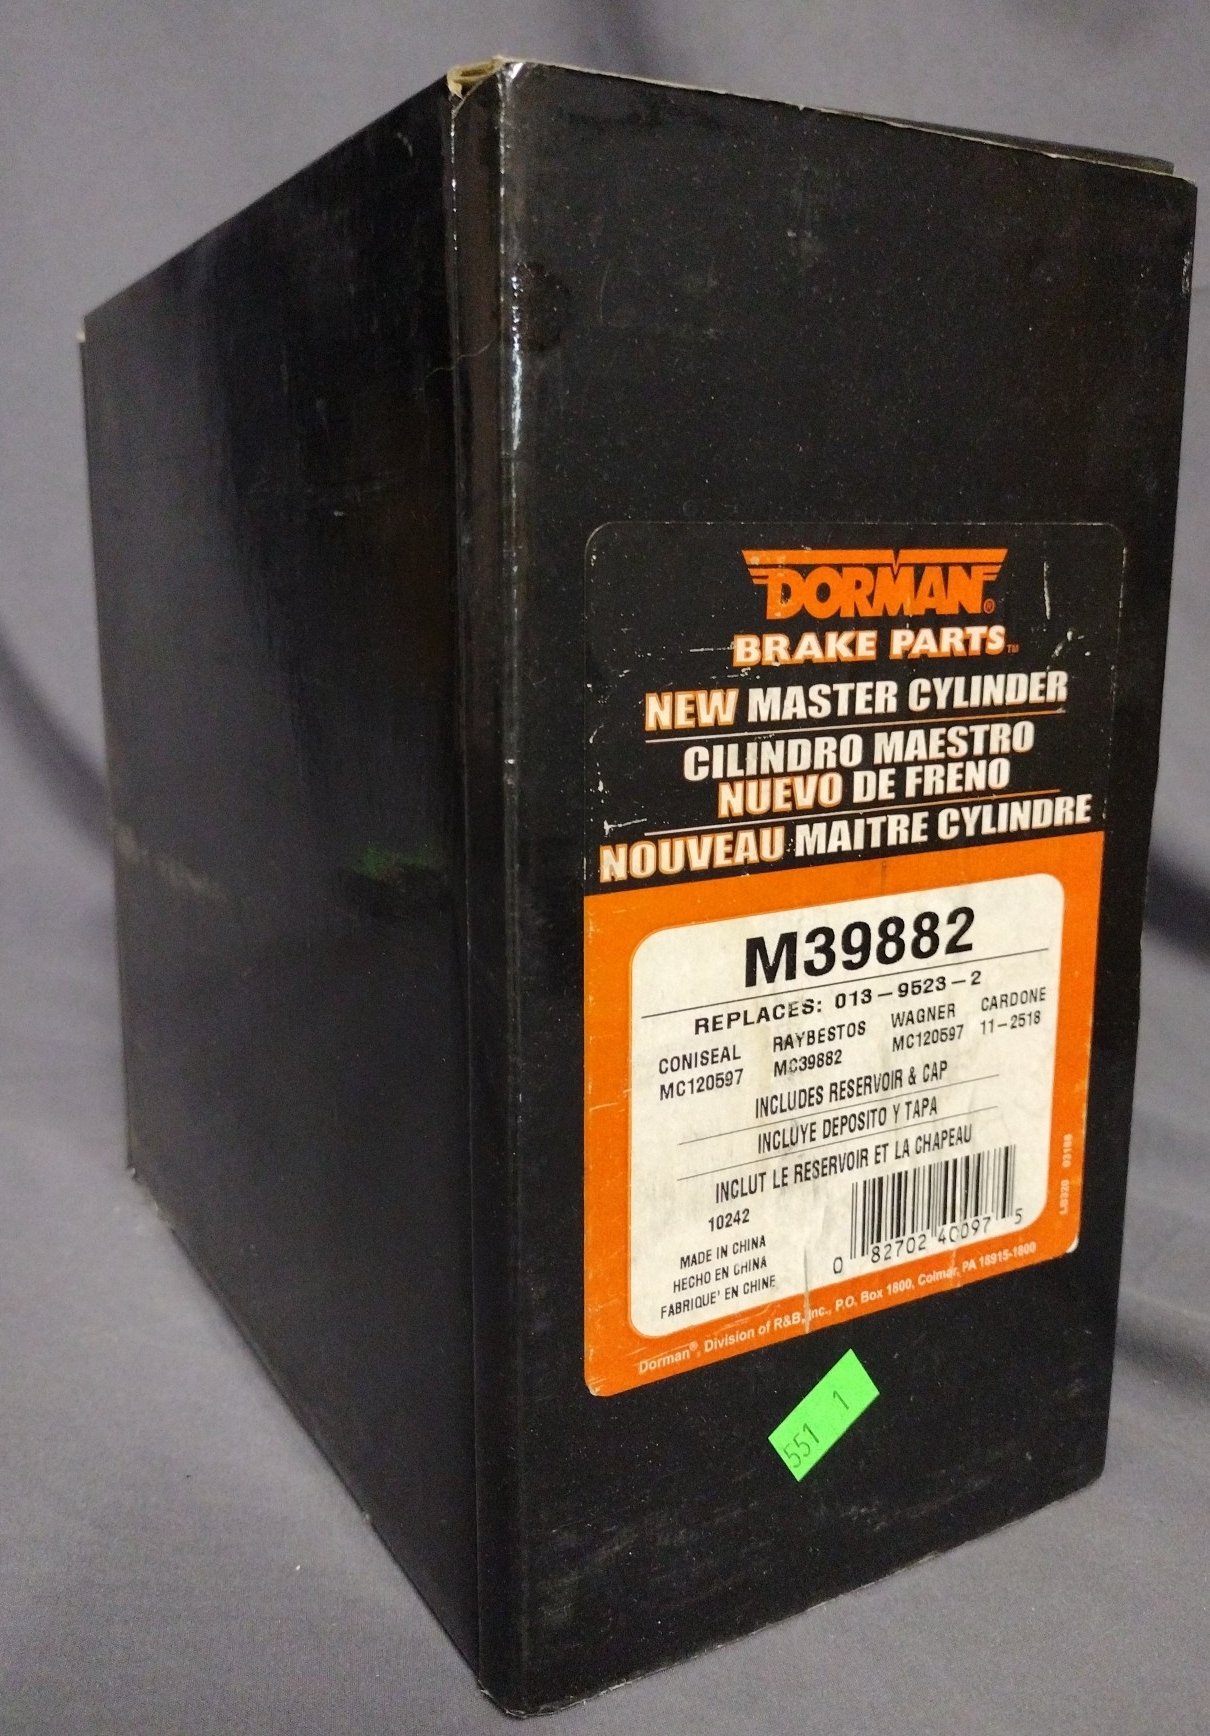 DORMAN®
BRAKE PARTS™
NEW MASTER CYLINDER
CILINDRO MAESTRO
NUEVO DE FRENO
NOUVEAU MAITRE CYLINDRE
M39882
REPLACES: 013-9523-2
CONISEAL RAYBESTOS WAGNER CARDONE
MC120597 MC39882 MC120597 11-2518
INCLUDES RESERVOIR & CAP
INCLUYE DEPOSITO Y TAPA
INCLUT LE RESERVOIR ET LA CHAPEAU
10242
MADE IN CHINA
HECHO EN CHINA
FABRIQUE' EN CHINE
0 82702 40097 5
LB320 03198
Dorman®, Division of R&B, Inc., P.O. Box 1800, Colmar, PA 18915-1800
551 1